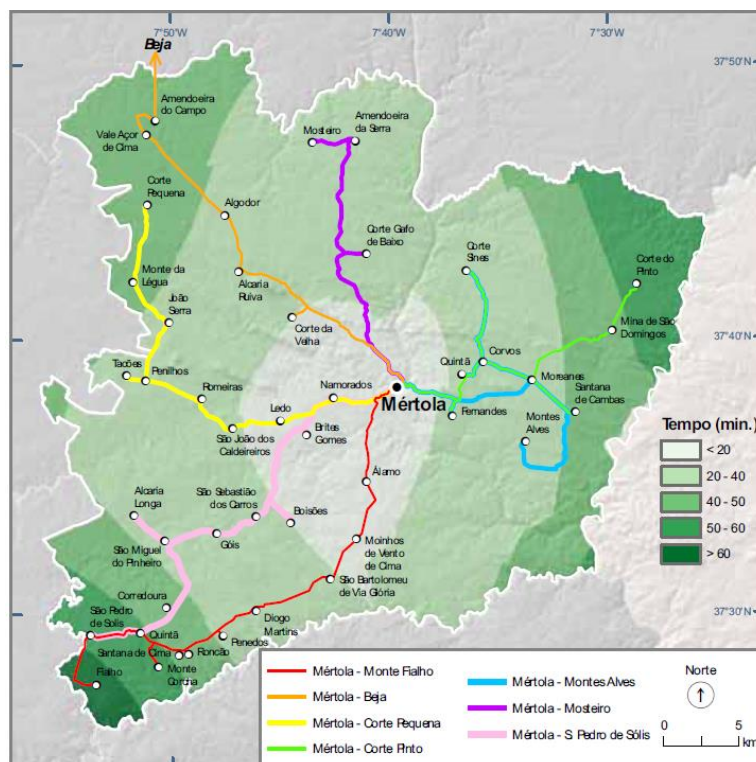 7°50'W
7°40'W
7°30'W
37°50'N
Beja
Amendoeira
do Campo
Vale Açor
de Cima
Mosteiro
Amendoeira
da Serra
Corte
Pequena
Algodor
Corte Gafo
de Baixo
Corte
Sines
Corte do
Pinto
Monte da
Légua
Alcaria
Ruiva
João
Serra
Corte da
Velha
Mina de São
Domingos
37°40'N
Corvos
Quintã
Tacões
Penilhos
Moreanes
Romeiras
Namorados
Mértola
Santana
de Cambas
Ledo
Fernandes
Montes
Alves
São João dos
Caldeireiros
Brites
Gomes
Álamo
Alcaria
Longa
São Sebastião
dos Carros
Boisões
Góis
São Miguel
do Pinheiro
Moinhos
de Vento
de Cima
São Bartolomeu
de Via Glória
Corredoura
São Pedro
de Solis
Diogo
Martins
37°30'N
Quintã
Penedos
Santana de Cima
Roncão
Fialho
Monte
Coruna
Tempo (min.)
< 20
20 - 40
40 - 50
50 - 60
> 60
Mértola - Monte Fialho
Mértola - Beja
Mértola - Corte Pequena
Mértola - Corte Pinto
Mértola - Montes Alves
Mértola - Mosteiro
Mértola - S. Pedro de Sólis
Norte
0 5
km